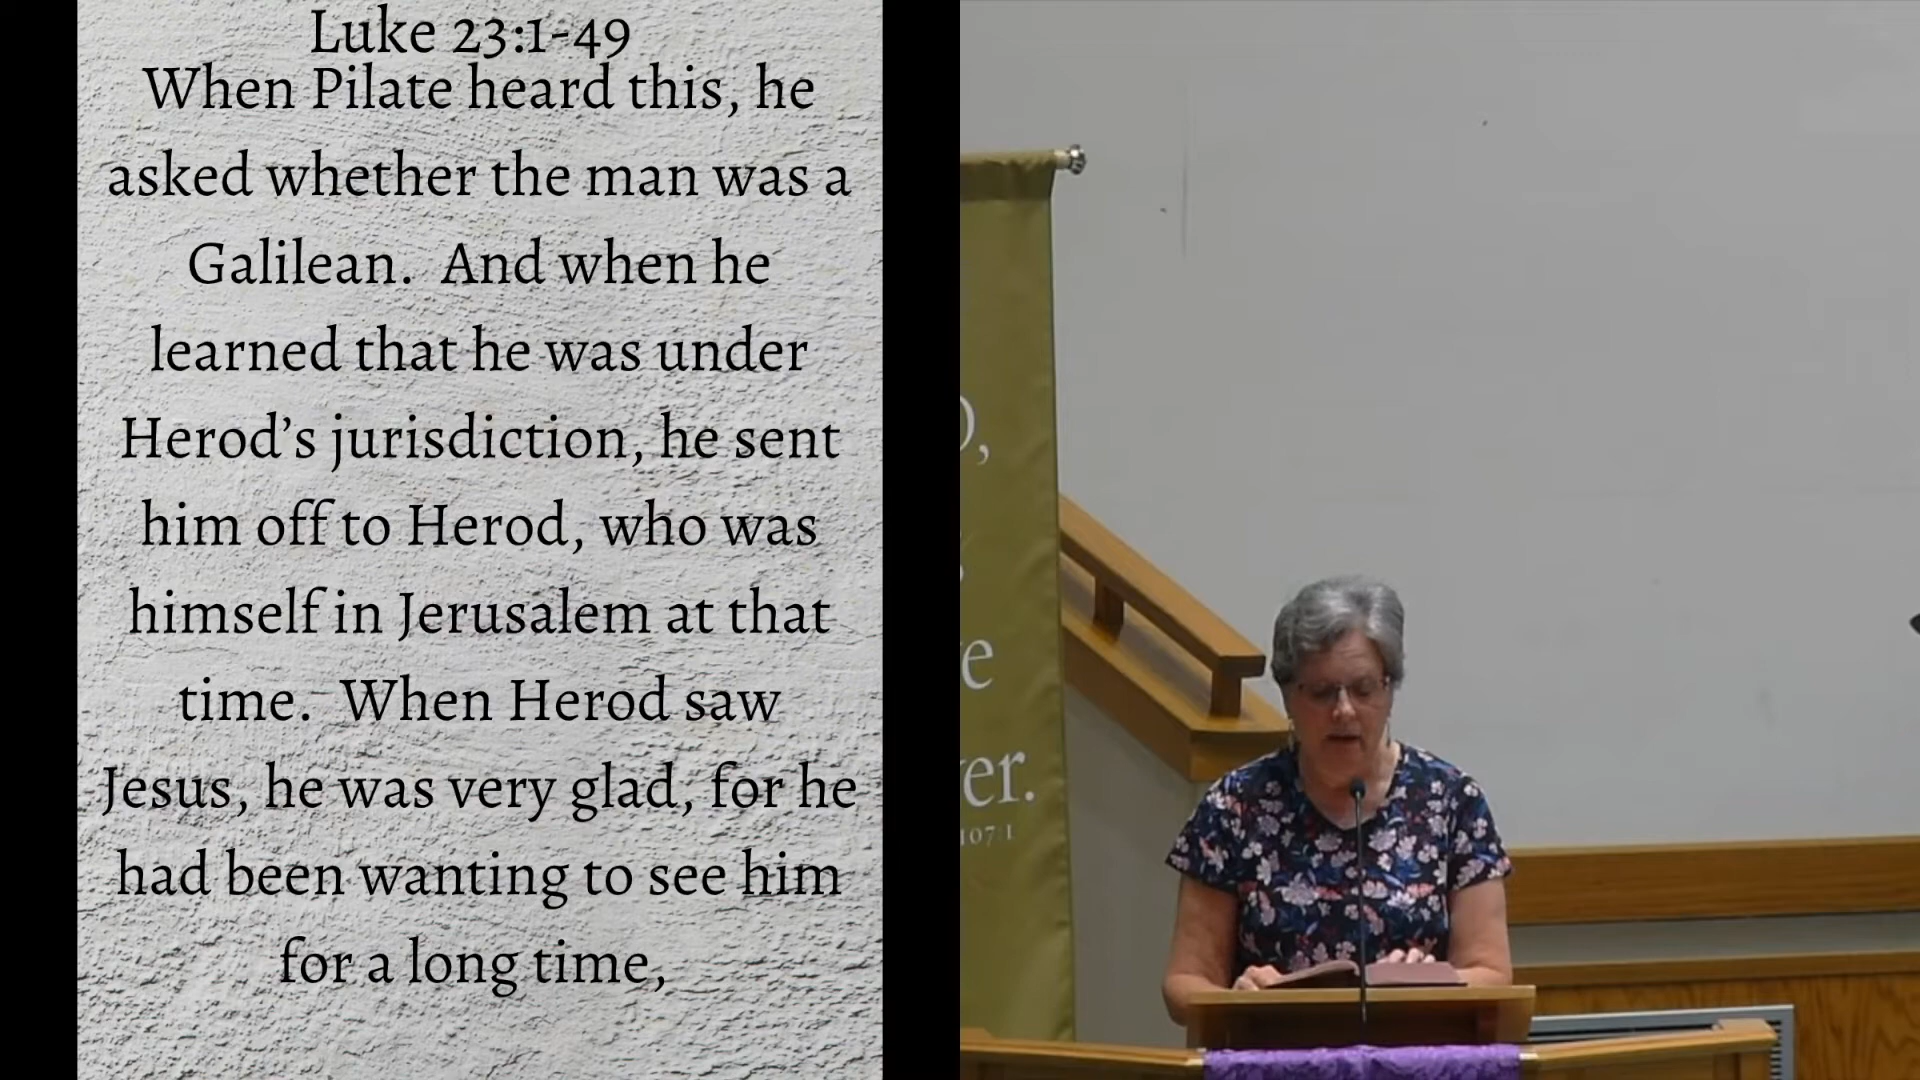 Luke 23:1-49
When Pilate heard this, he
asked whether the man was a
Galilean.  And when he
learned that he was under
Herod’s jurisdiction, he sent
him off to Herod, who was
himself in Jerusalem at that
time.  When Herod saw
Jesus, he was very glad, for he
had been wanting to see him
for a long time,
107:1